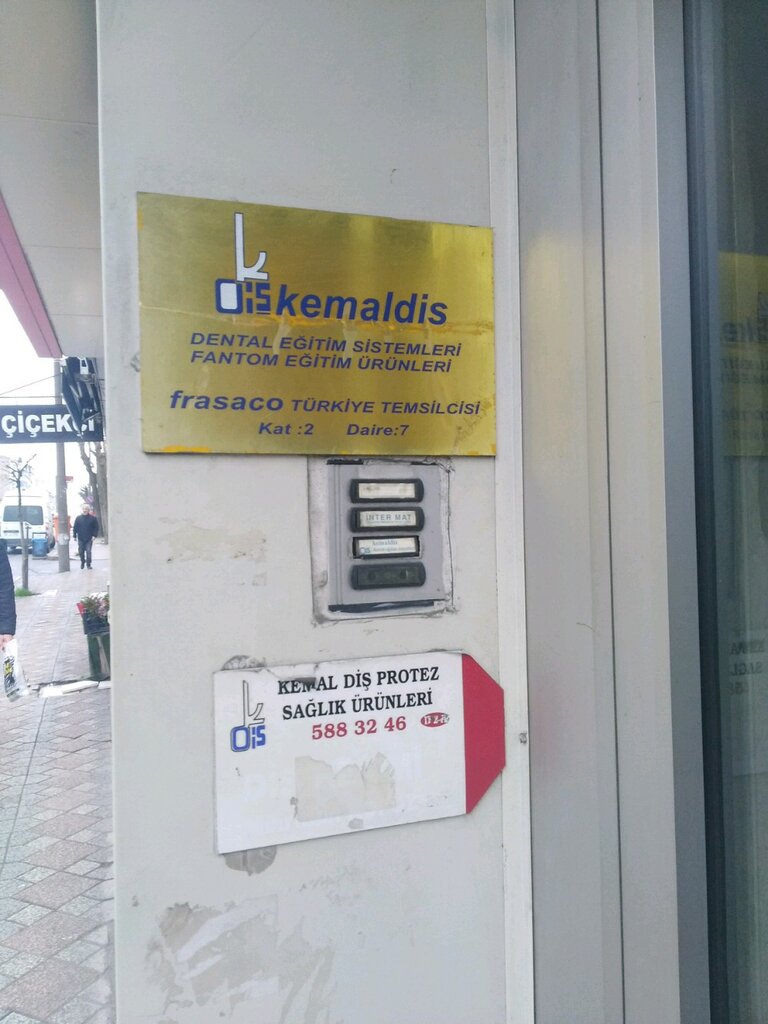 k
DİS kemaldis
DENTAL EĞİTİM SİSTEMLERİ
FANTOM EĞİTİM ÜRÜNLERİ
frasaco TÜRKİYE TEMSİLCİSİ
Kat :2 Daire:7
ÇİÇEKÇİ
INTER MAT
kemaldis
k
DİS
KEMAL DİŞ PROTEZ
SAĞLIK ÜRÜNLERİ
588 32 46